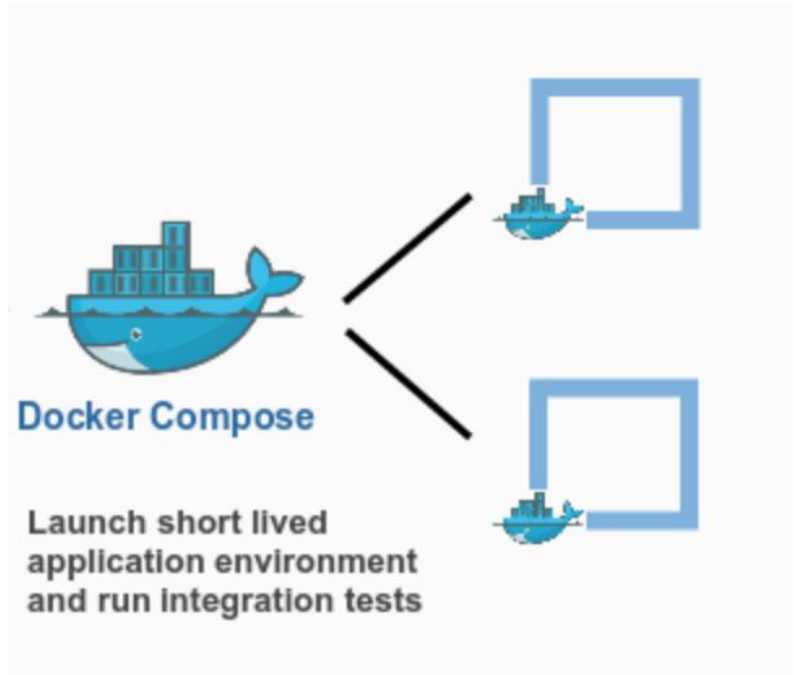 Docker Compose
Launch short lived
application environment
and run integration tests